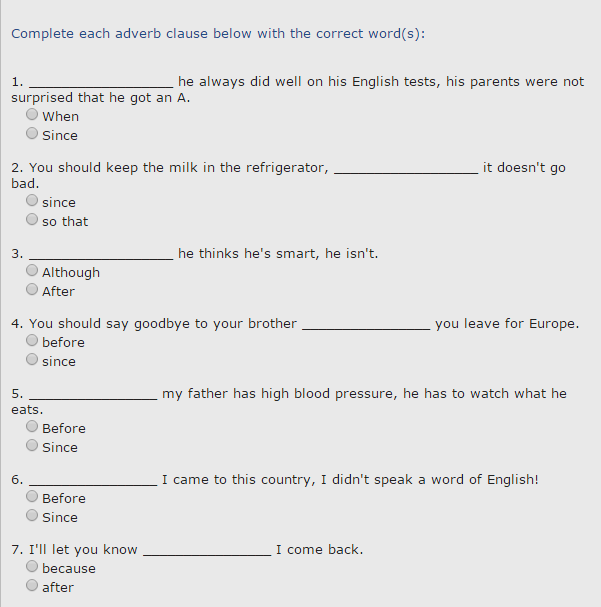 Complete each adverb clause below with the correct word(s):
1. __________________ he always did well on his English tests, his parents were not
surprised that he got an A.
When
Since
2. You should keep the milk in the refrigerator, __________________ it doesn't go
bad.
since
so that
3. __________________ he thinks he's smart, he isn't.
Although
After
4. You should say goodbye to your brother ________________ you leave for Europe.
before
since
5. ________________ my father has high blood pressure, he has to watch what he
eats.
Before
Since
6. ________________ I came to this country, I didn't speak a word of English!
Before
Since
7. I'll let you know ________________ I come back.
because
after